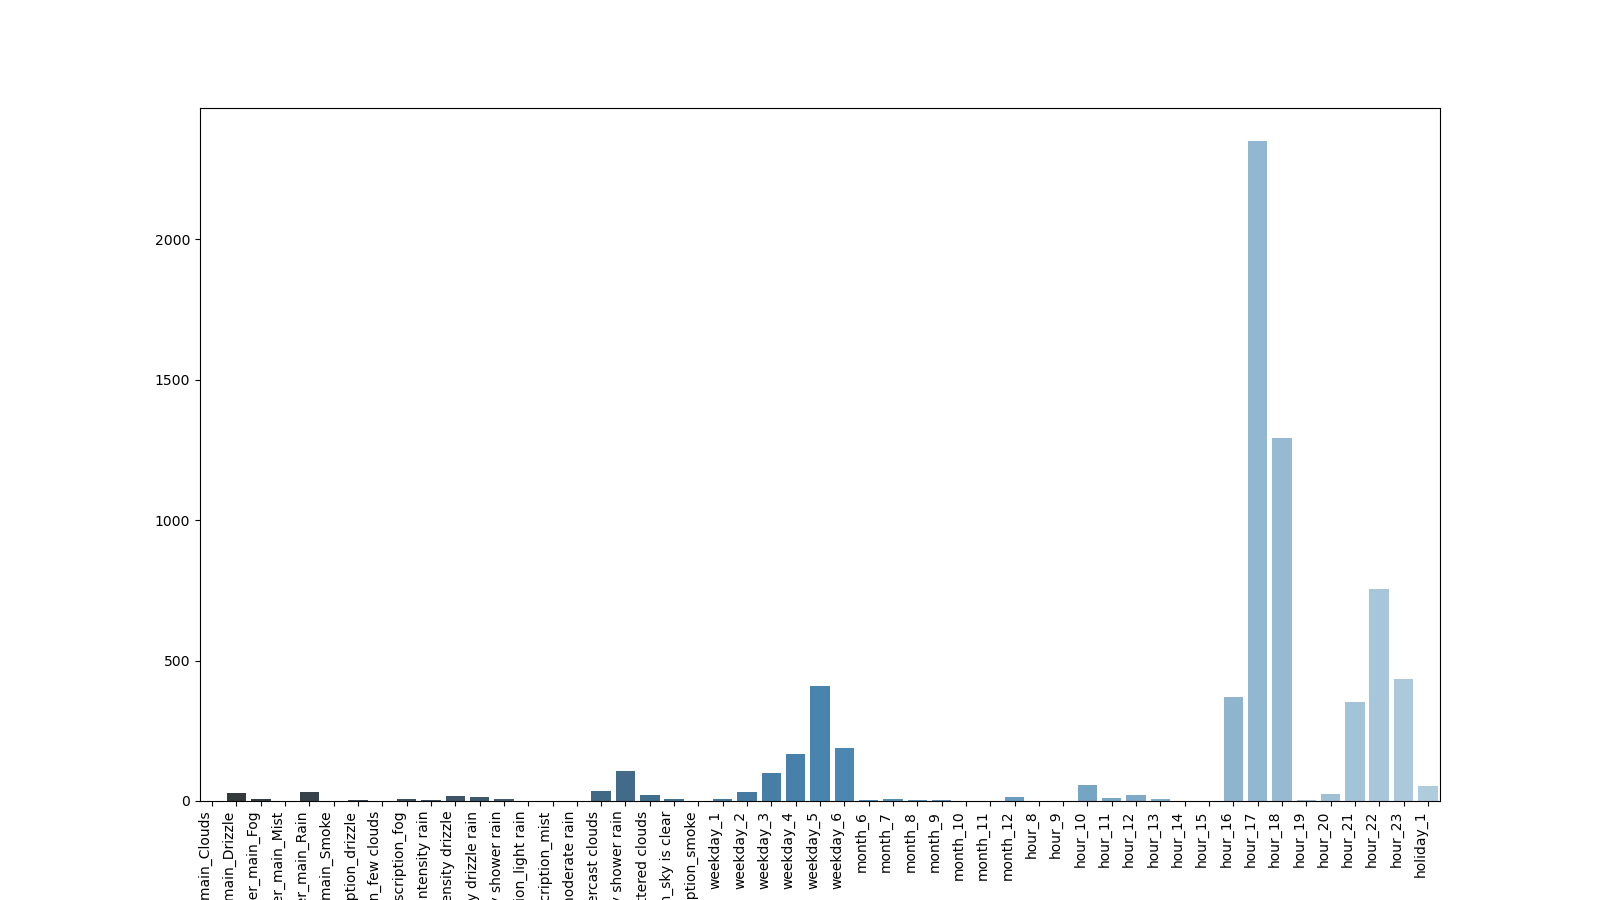 2000
1500
1000
500
0
main_Clouds
main_Drizzle
er_main_Fog
er_main_Mist
r_main_Rain
main_Smoke
ption_drizzle
n_few clouds
scription_fog
ntensity rain
ensity drizzle
y drizzle rain
y shower rain
ion_light rain
cription_mist
noderate rain
ercast clouds
y shower rain
tered clouds
n_sky is clear
ption_smoke
weekday_1
weekday_2
weekday_3
weekday_4
weekday_5
weekday_6
month_6
month_7
month_8
month_9
month_10
month_11
month_12
hour_8
hour_9
hour_10
hour_11
hour_12
hour_13
hour_14
hour_15
hour_16
hour_17
hour_18
hour_19
hour_20
hour_21
hour_22
hour_23
holiday_1